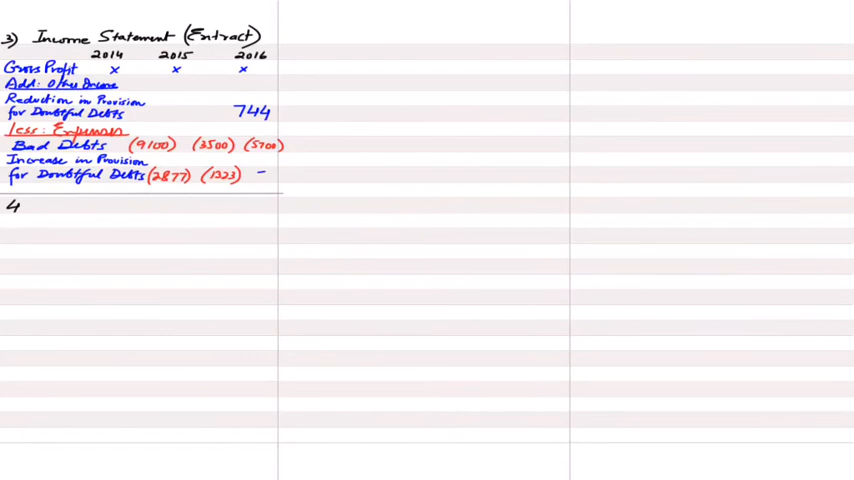 3) Income Statement (Extract)
2014 2015 2016
Gross Profit x x x
Add: Other Income
Reduction in Provision
for Doubtful Debts 744
Less: Expenses
Bad Debts (9100) (3500) (5700)
Increase in Provision
for Doubtful Debts (2877) (1323) -
4